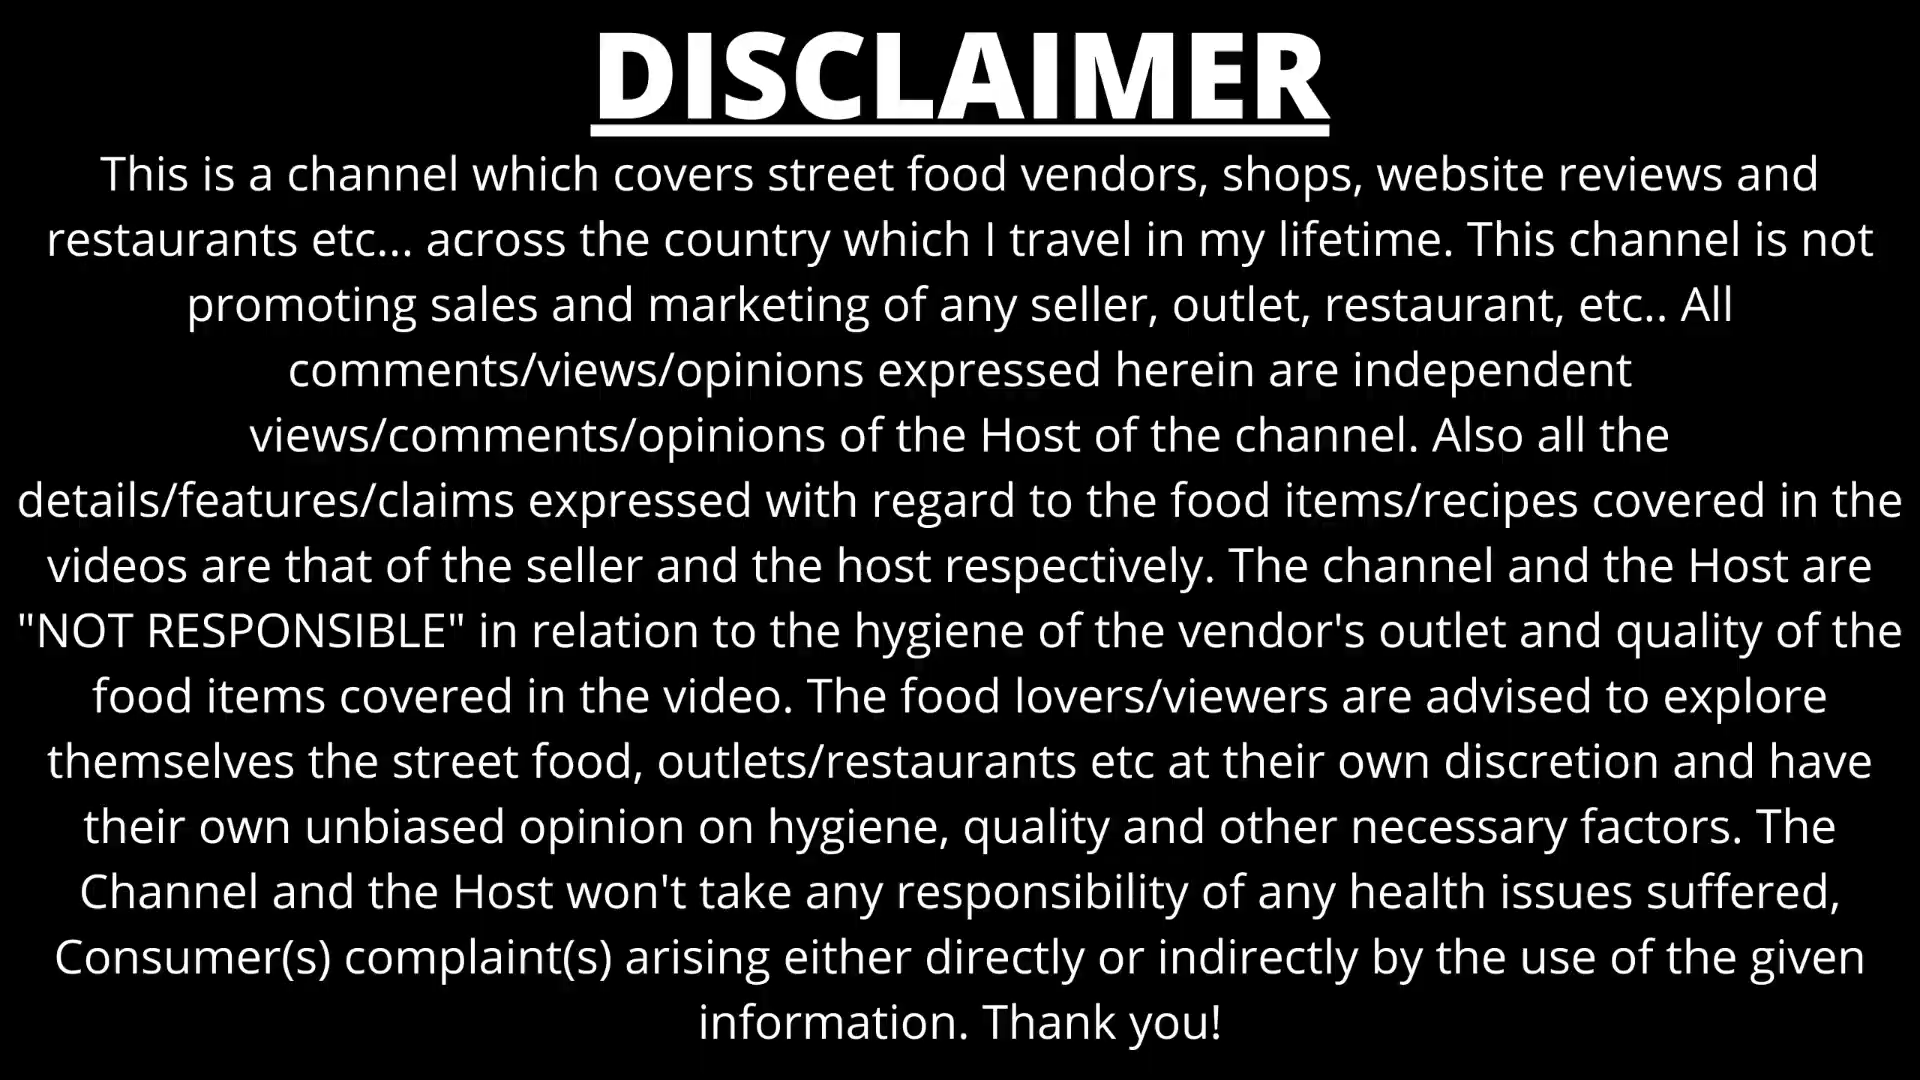 DISCLAIMER
This is a channel which covers street food vendors, shops, website reviews and
restaurants etc... across the country which I travel in my lifetime. This channel is not
promoting sales and marketing of any seller, outlet, restaurant, etc.. All
comments/views/opinions expressed herein are independent
views/comments/opinions of the Host of the channel. Also all the
details/features/claims expressed with regard to the food items/recipes covered in the
videos are that of the seller and the host respectively. The channel and the Host are
"NOT RESPONSIBLE" in relation to the hygiene of the vendor's outlet and quality of the
food items covered in the video. The food lovers/viewers are advised to explore
themselves the street food, outlets/restaurants etc at their own discretion and have
their own unbiased opinion on hygiene, quality and other necessary factors. The
Channel and the Host won't take any responsibility of any health issues suffered,
Consumer(s) complaint(s) arising either directly or indirectly by the use of the given
information. Thank you!